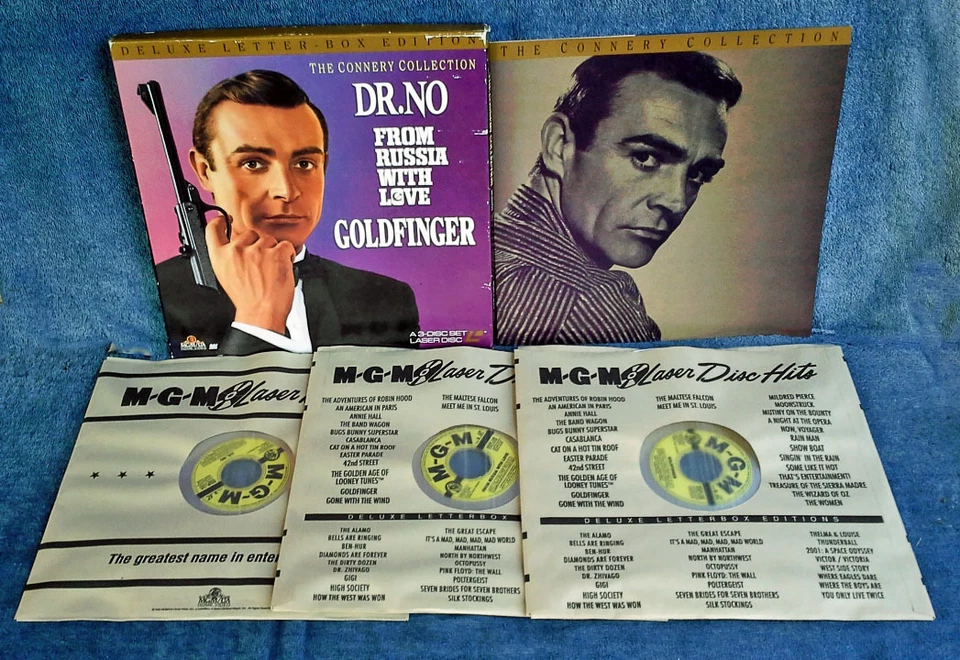 DELUXE LETTER-BOX EDITION
THE CONNERY COLLECTION
DR.NO
FROM
RUSSIA
WITH
LOVE
GOLDFINGER
MGM/UA
HOME VIDEO
A 3-DISC SET
LASER DISC
THE CONNERY COLLECTION
M-G-M Laser
M-G-M
The greatest name in enter
MGM/UA
HOME VIDEO
M-G-M Laser D
THE ADVENTURES OF ROBIN HOOD
AN AMERICAN IN PARIS
ANNIE HALL
THE BAND WAGON
BUGS BUNNY SUPERSTAR
CASABLANCA
CAT ON A HOT TIN ROOF
EASTER PARADE
42nd STREET
THE GOLDEN AGE OF
LOONEY TUNES™
GOLDFINGER
GONE WITH THE WIND
THE MALTESE FALCON
MEET ME IN ST. LOUIS
M-G-M
DELUXE LETTERBOX
THE ALAMO
BELLS ARE RINGING
BEN-HUR
DIAMONDS ARE FOREVER
THE DIRTY DOZEN
DR. ZHIVAGO
GIGI
HIGH SOCIETY
HOW THE WEST WAS WON
THE GREAT ESCAPE
IT'S A MAD, MAD, MAD, MAD WORLD
MANHATTAN
NORTH BY NORTHWEST
OCTOPUSSY
PINK FLOYD: THE WALL
POLTERGEIST
SEVEN BRIDES FOR SEVEN BROTHERS
SILK STOCKINGS
M-G-M Laser Disc Hits
THE ADVENTURES OF ROBIN HOOD
AN AMERICAN IN PARIS
ANNIE HALL
THE BAND WAGON
BUGS BUNNY SUPERSTAR
CASABLANCA
CAT ON A HOT TIN ROOF
EASTER PARADE
42nd STREET
THE GOLDEN AGE OF
LOONEY TUNES™
GOLDFINGER
GONE WITH THE WIND
THE MALTESE FALCON
MEET ME IN ST. LOUIS
M-G-M
MILDRED PIERCE
MOONSTRUCK
MUTINY ON THE BOUNTY
A NIGHT AT THE OPERA
NOW, VOYAGER
RAIN MAN
SHOW BOAT
SINGIN' IN THE RAIN
SOME LIKE IT HOT
THAT'S ENTERTAINMENT!
TREASURE OF THE SIERRA MADRE
THE WIZARD OF OZ
THE WOMEN
DELUXE LETTERBOX EDITIONS
THE ALAMO
BELLS ARE RINGING
BEN-HUR
DIAMONDS ARE FOREVER
THE DIRTY DOZEN
DR. ZHIVAGO
GIGI
HIGH SOCIETY
HOW THE WEST WAS WON
THE GREAT ESCAPE
IT'S A MAD, MAD, MAD, MAD WORLD
MANHATTAN
NORTH BY NORTHWEST
OCTOPUSSY
PINK FLOYD: THE WALL
POLTERGEIST
SEVEN BRIDES FOR SEVEN BROTHERS
SILK STOCKINGS
THELMA & LOUISE
THUNDERBALL
2001: A SPACE ODYSSEY
VICTOR / VICTORIA
WEST SIDE STORY
WHERE EAGLES DARE
WHERE THE BOYS ARE
YOU ONLY LIVE TWICE